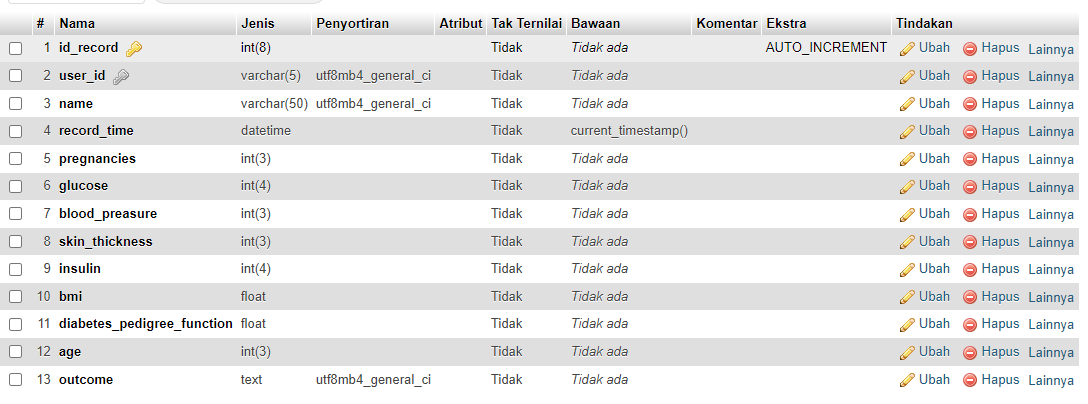 # Nama Jenis Penyortiran Atribut Tak Ternilai Bawaan Komentar Ekstra Tindakan
1 id_record int(8) Tidak Tidak ada AUTO_INCREMENT Ubah Hapus Lainnya
2 user_id varchar(5) utf8mb4_general_ci Tidak Tidak ada Ubah Hapus Lainnya
3 name varchar(50) utf8mb4_general_ci Tidak Tidak ada Ubah Hapus Lainnya
4 record_time datetime Tidak current_timestamp() Ubah Hapus Lainnya
5 pregnancies int(3) Tidak Tidak ada Ubah Hapus Lainnya
6 glucose int(4) Tidak Tidak ada Ubah Hapus Lainnya
7 blood_preasure int(3) Tidak Tidak ada Ubah Hapus Lainnya
8 skin_thickness int(3) Tidak Tidak ada Ubah Hapus Lainnya
9 insulin int(4) Tidak Tidak ada Ubah Hapus Lainnya
10 bmi float Tidak Tidak ada Ubah Hapus Lainnya
11 diabetes_pedigree_function float Tidak Tidak ada Ubah Hapus Lainnya
12 age int(3) Tidak Tidak ada Ubah Hapus Lainnya
13 outcome text utf8mb4_general_ci Tidak Tidak ada Ubah Hapus Lainnya